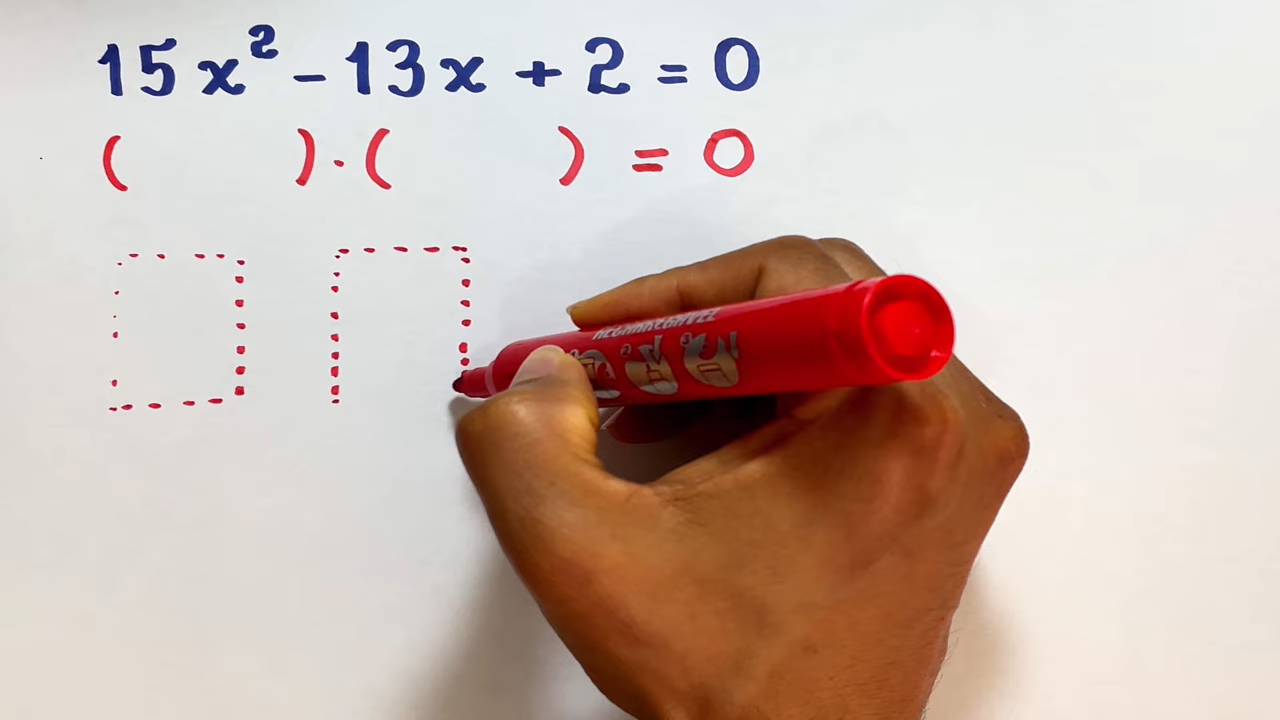 15x² - 13x + 2 = 0
( ) · ( ) = 0